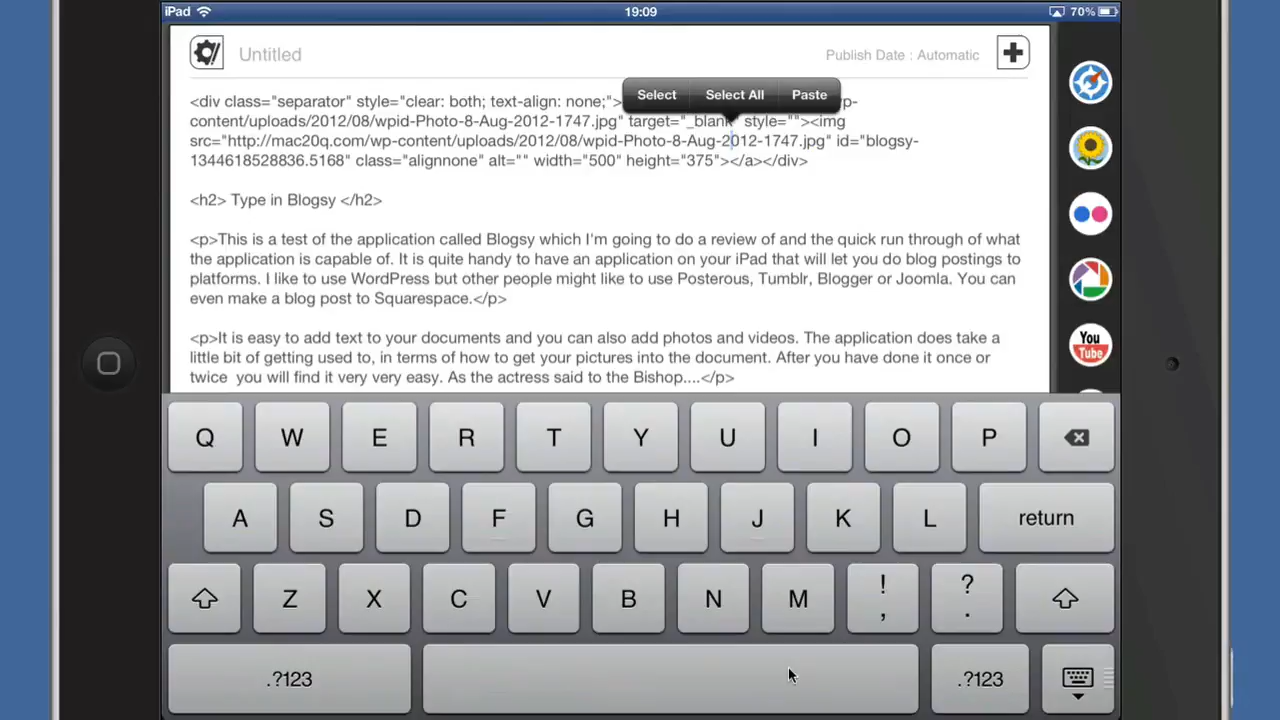 iPad 19:09 70%
Untitled Publish Date : Automatic
Select Select All Paste
<div class="separator" style="clear: both; text-align: none;"> wp-
content/uploads/2012/08/wpid-Photo-8-Aug-2012-1747.jpg" target="_blank" style=""><img
src="http://mac20q.com/wp-content/uploads/2012/08/wpid-Photo-8-Aug-2012-1747.jpg" id="blogsy-
1344618528836.5168" class="alignnone" alt="" width="500" height="375"></a></div>
<h2> Type in Blogsy </h2>
<p>This is a test of the application called Blogsy which I'm going to do a review of and the quick run through of what
the application is capable of. It is quite handy to have an application on your iPad that will let you do blog postings to
platforms. I like to use WordPress but other people might like to use Posterous, Tumblr, Blogger or Joomla. You can
even make a blog post to Squarespace.</p>
<p>It is easy to add text to your documents and you can also add photos and videos. The application does take a
little bit of getting used to, in terms of how to get your pictures into the document. After you have done it once or
twice  you will find it very very easy. As the actress said to the Bishop....</p>
You Tube
Q W E R T Y U I O P
A S D F G H J K L return
Z X C V B N M ! , ? .
.?123 .?123